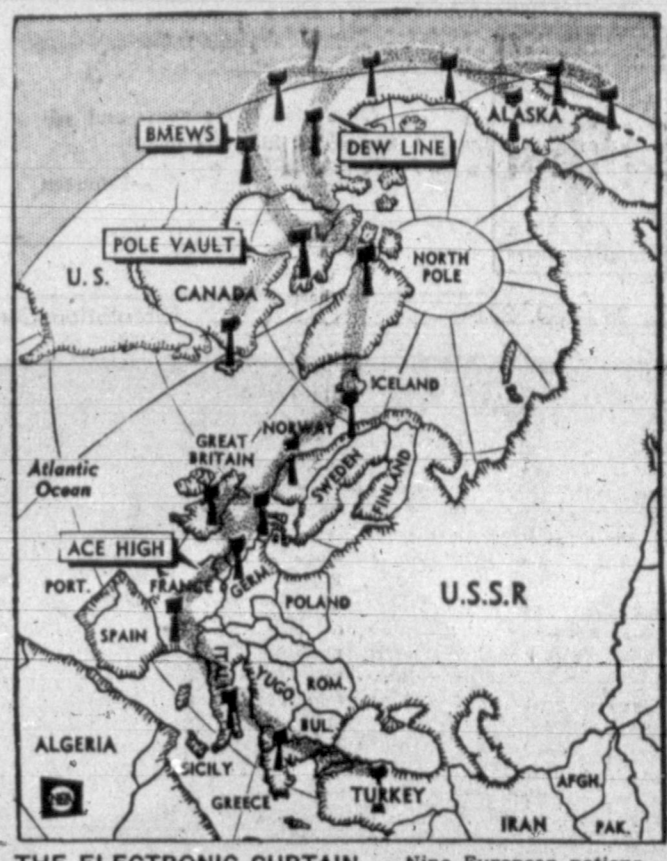 ALASKA
BMEWS
DEW LINE
POLE VAULT
NORTH
POLE
U. S.
CANADA
ICELAND
NORWAY
GREAT
BRITAIN
SWEDEN
FINLAND
Atlantic
Ocean
ACE HIGH
PORT.
FRANCE
GERM.
POLAND
U.S.S.R
SPAIN
ITALY
YUGO.
ROM.
BUL.
ALGERIA
SICILY
GREECE
TURKEY
AFGH.
IRAN
PAK.
NEA
THE ELECTRONIC CURTAIN